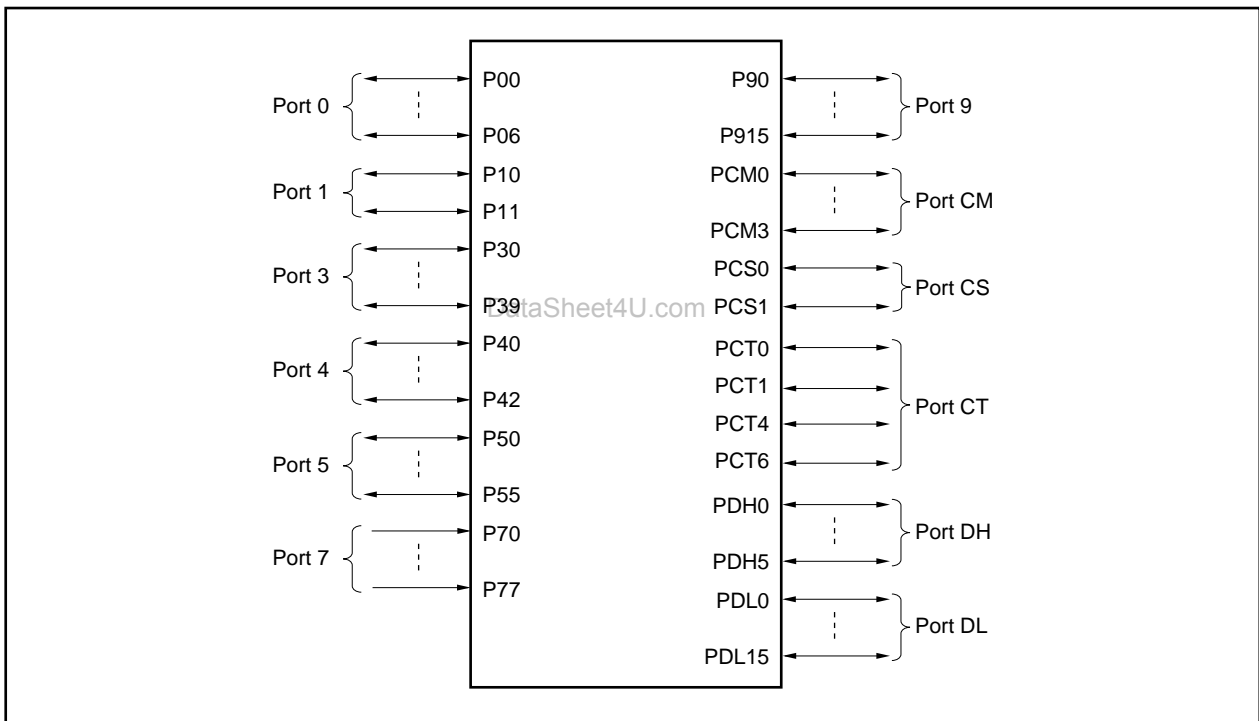 Port 0
P00
P06
Port 1
P10
P11
Port 3
P30
P39
Port 4
P40
P42
Port 5
P50
P55
Port 7
P70
P77
P90
P915
Port 9
PCM0
PCM3
Port CM
PCS0
PCS1
Port CS
PCT0
PCT1
PCT4
PCT6
Port CT
PDH0
PDH5
Port DH
PDL0
PDL15
Port DL
DataSheet4U.com